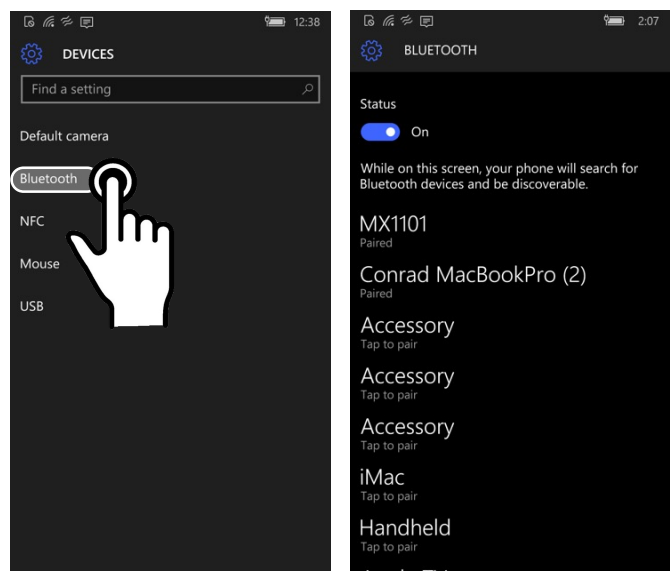 12:38
DEVICES
Find a setting
Default camera
Bluetooth
NFC
Mouse
USB
2:07
BLUETOOTH
Status
On
While on this screen, your phone will search for
Bluetooth devices and be discoverable.
MX1101
Paired
Conrad MacBookPro (2)
Paired
Accessory
Tap to pair
Accessory
Tap to pair
Accessory
Tap to pair
iMac
Tap to pair
Handheld
Tap to pair